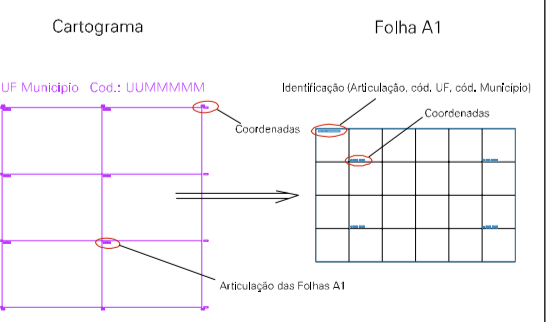 Cartograma
Folha A1
UF Município Cod.: UUMMMMM
Identificação (Articulação, cód. UF, cód. Município)
Coordenadas
Coordenadas
Articulação das Folhas A1